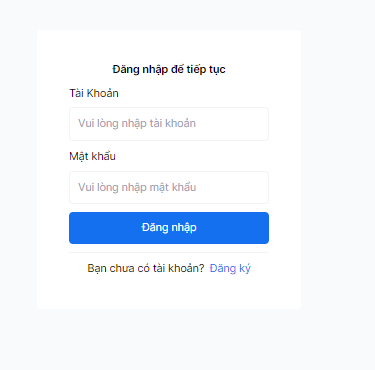 Đăng nhập để tiếp tục
Tài Khoản
Vui lòng nhập tài khoản
Mật khẩu
Vui lòng nhập mật khẩu
Đăng nhập
Bạn chưa có tài khoản? Đăng ký